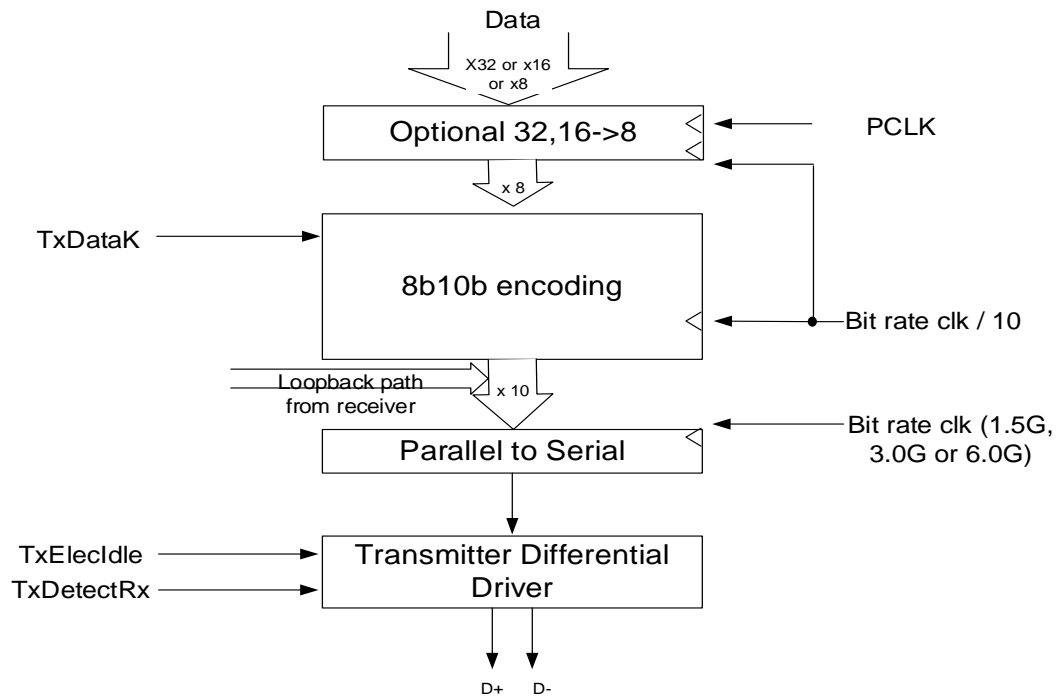 Data
X32 or x16
or x8
Optional 32,16->8
PCLK
x 8
TxDataK
8b10b encoding
Bit rate clk / 10
Loopback path
from receiver
x 10
Bit rate clk (1.5G,
3.0G or 6.0G)
Parallel to Serial
TxElecIdle
TxDetectRx
Transmitter Differential
Driver
D+ D-